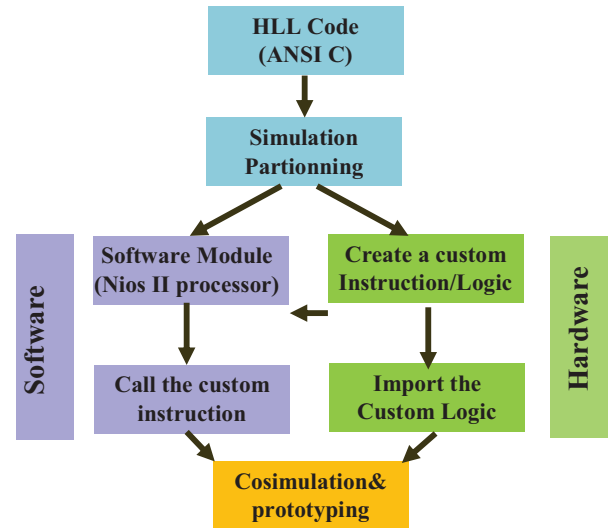 HLL Code
(ANSI C)
Simulation
Partionning
Software
Software Module
(Nios II processor)
Create a custom
Instruction/Logic
Hardware
Call the custom
instruction
Import the
Custom Logic
Cosimulation&
prototyping